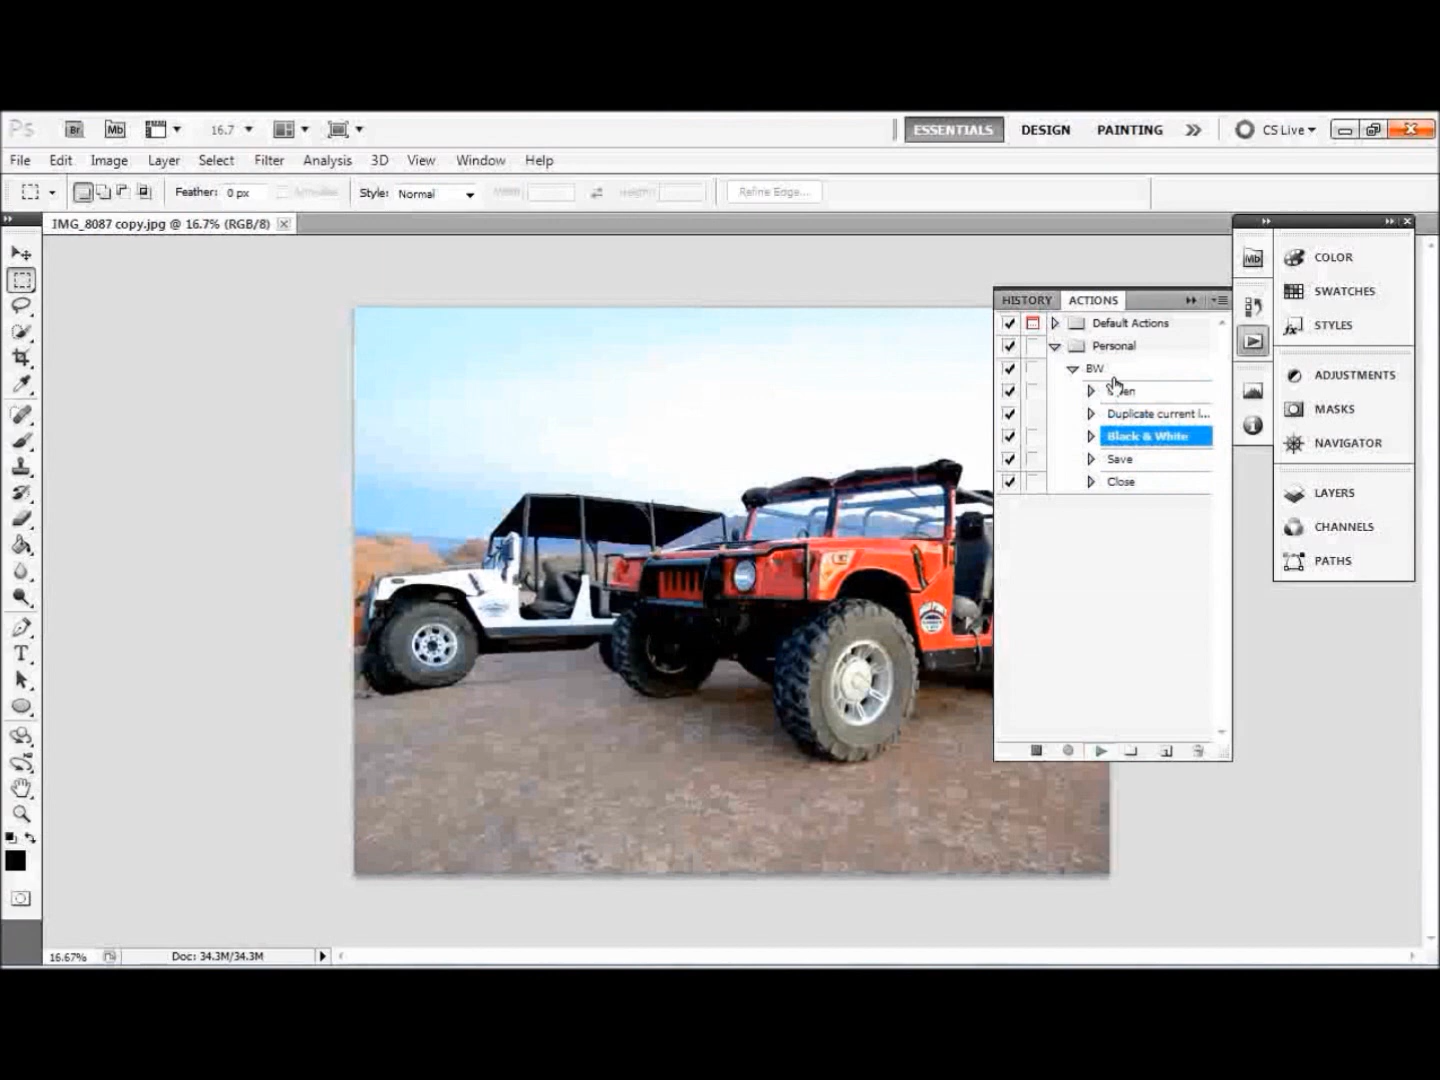 Ps Br Mb 16.7 ESSENTIALS DESIGN PAINTING CS Live
File Edit Image Layer Select Filter Analysis 3D View Window Help
Feather: 0 px Style: Normal Refine Edge...
IMG_8087 copy.jpg @ 16.7% (RGB/8)
Mb COLOR
SWATCHES
STYLES
ADJUSTMENTS
MASKS
NAVIGATOR
LAYERS
CHANNELS
PATHS
HISTORY ACTIONS
Default Actions
Personal
BW
Duplicate current l...
Black & White
Save
Close
16.67% Doc: 34.3M/34.3M